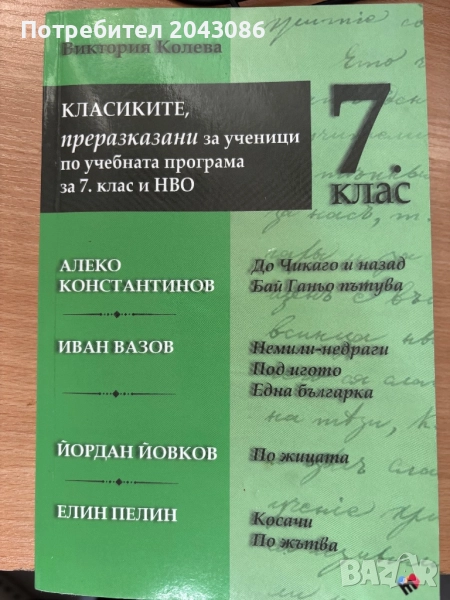 Потребител 2043086
Виктория Колева
КЛАСИКИТЕ,
преразказани за ученици
по учебната програма
за 7. клас и НВО
7.
клас
АЛЕКО
КОНСТАНТИНОВ
До Чикаго и назад
Бай Ганьо пътува
ИВАН ВАЗОВ
Немили-недраги
Под игото
Една българка
ЙОРДАН ЙОВКОВ
По жицата
ЕЛИН ПЕЛИН
Косачи
По жътва
BAZAR
bg